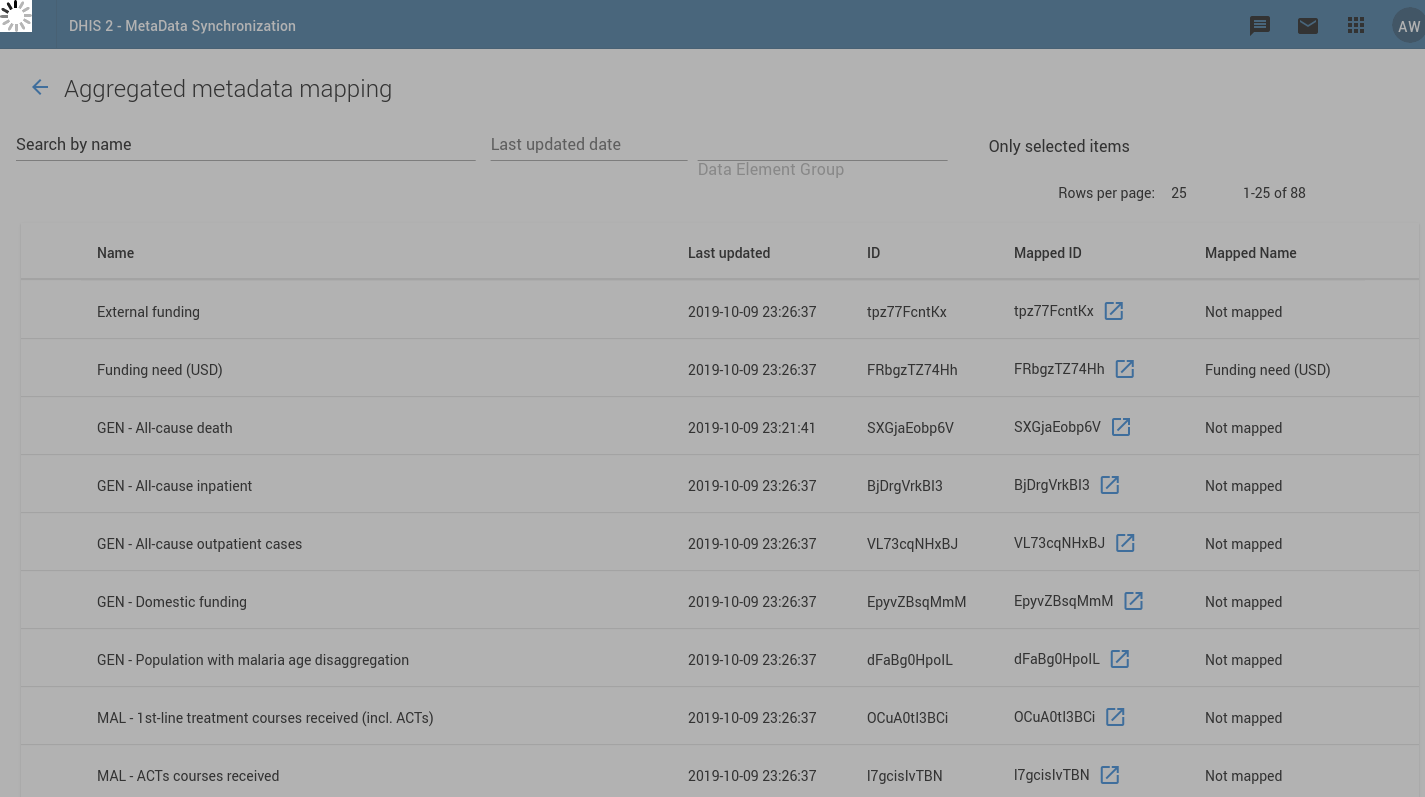 DHIS 2 - MetaData Synchronization
AW
Aggregated metadata mapping
Search by name
Last updated date
Data Element Group
Only selected items
Rows per page: 25 1-25 of 88
Name Last updated ID Mapped ID Mapped Name
External funding 2019-10-09 23:26:37 tpz77FcntKx tpz77FcntKx Not mapped
Funding need (USD) 2019-10-09 23:26:37 FRbgzTZ74Hh FRbgzTZ74Hh Funding need (USD)
GEN - All-cause death 2019-10-09 23:21:41 SXGjaEobp6V SXGjaEobp6V Not mapped
GEN - All-cause inpatient 2019-10-09 23:26:37 BjDrgVrkBI3 BjDrgVrkBI3 Not mapped
GEN - All-cause outpatient cases 2019-10-09 23:26:37 VL73cqNHxBJ VL73cqNHxBJ Not mapped
GEN - Domestic funding 2019-10-09 23:26:37 EpyvZBsqMmM EpyvZBsqMmM Not mapped
GEN - Population with malaria age disaggregation 2019-10-09 23:26:37 dFaBg0HpoIL dFaBg0HpoIL Not mapped
MAL - 1st-line treatment courses received (incl. ACTs) 2019-10-09 23:26:37 OCuA0tI3BCi OCuA0tI3BCi Not mapped
MAL - ACTs courses received 2019-10-09 23:26:37 l7gcislvTBN l7gcislvTBN Not mapped